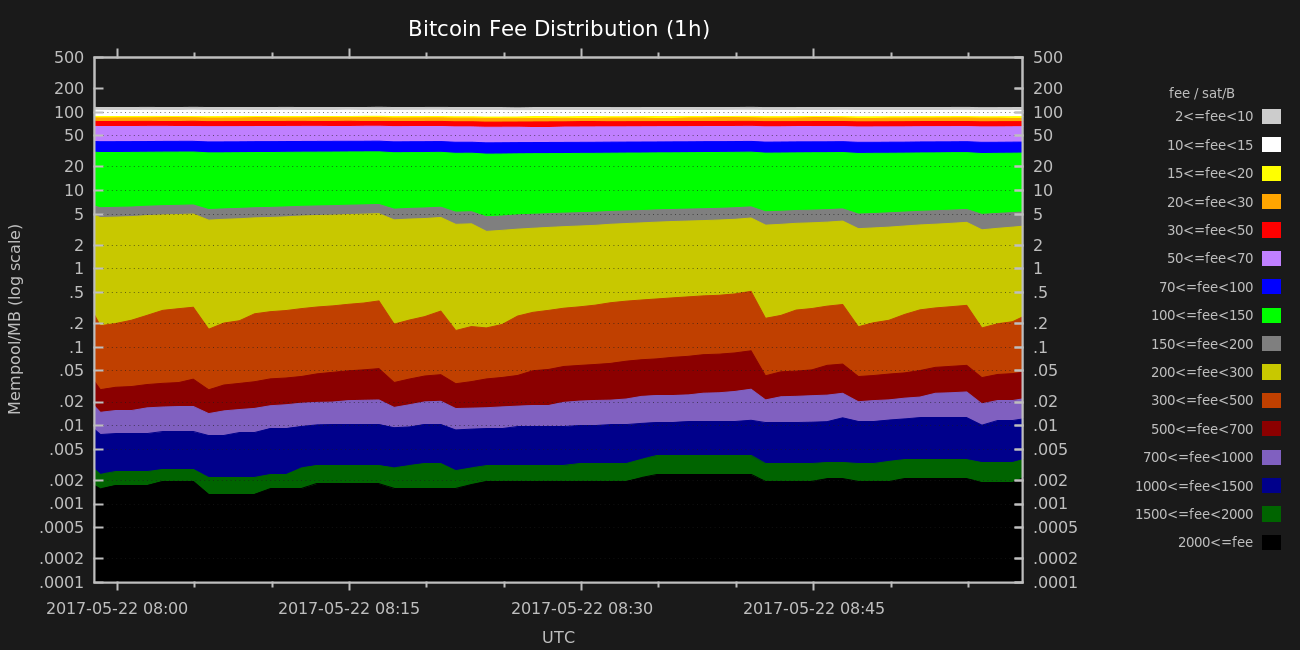 Bitcoin Fee Distribution (1h)
Mempool/MB (log scale)
500
200
100
50
20
10
5
2
1
.5
.2
.1
.05
.02
.01
.005
.002
.001
.0005
.0002
.0001
500
200
100
50
20
10
5
2
1
.5
.2
.1
.05
.02
.01
.005
.002
.001
.0005
.0002
.0001
2017-05-22 08:00
2017-05-22 08:15
2017-05-22 08:30
2017-05-22 08:45
UTC
fee / sat/B
2<=fee<10
10<=fee<15
15<=fee<20
20<=fee<30
30<=fee<50
50<=fee<70
70<=fee<100
100<=fee<150
150<=fee<200
200<=fee<300
300<=fee<500
500<=fee<700
700<=fee<1000
1000<=fee<1500
1500<=fee<2000
2000<=fee